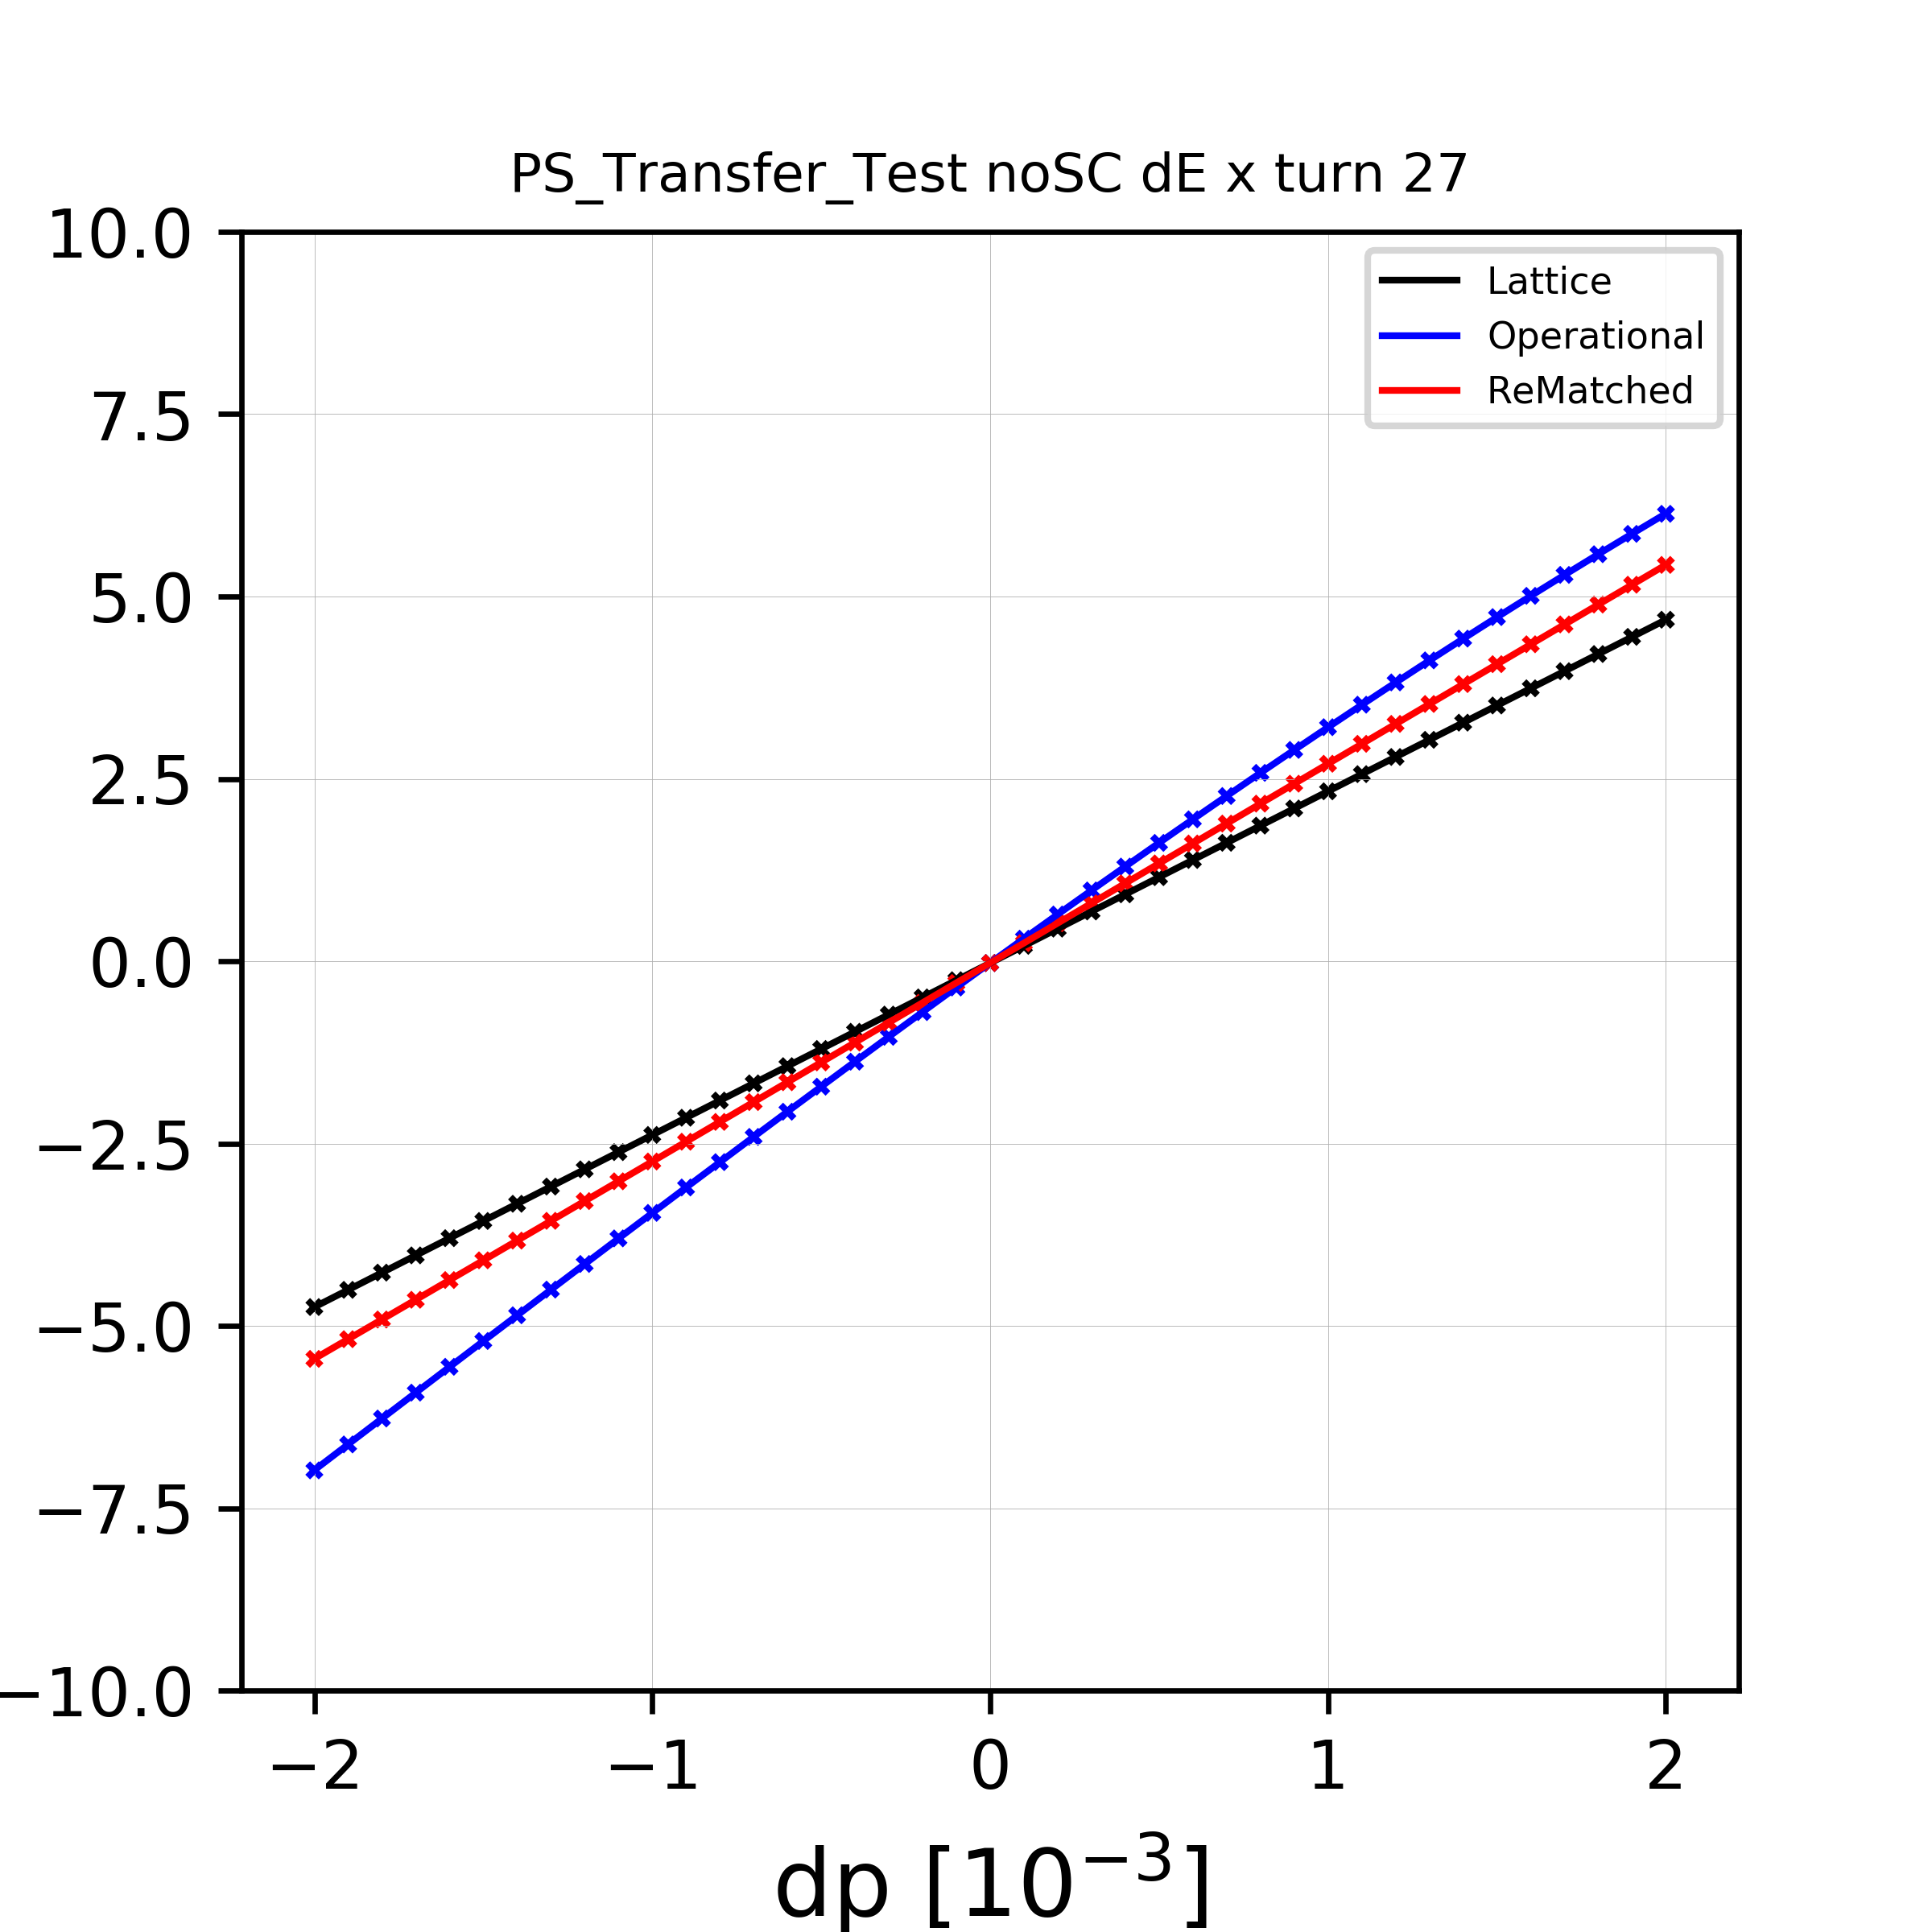 PS_Transfer_Test noSC dE x turn 27
10.0
7.5
5.0
2.5
0.0
−2.5
−5.0
−7.5
−10.0
Lattice
Operational
ReMatched
−2 −1 0 1 2
dp [10⁻³]